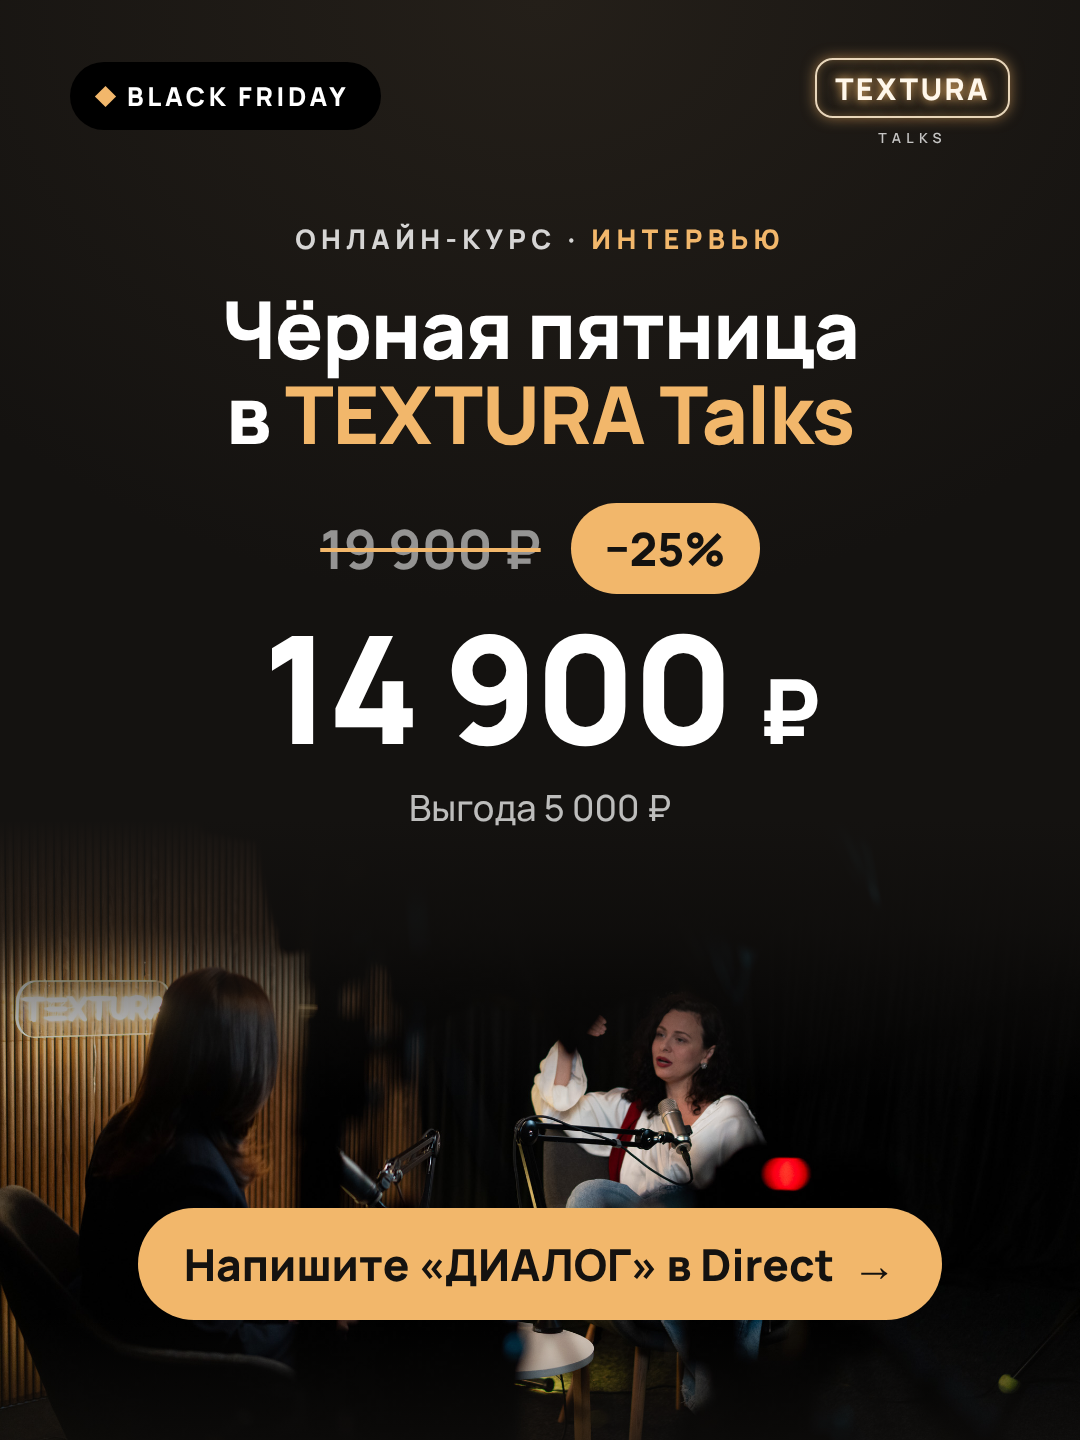 BLACK FRIDAY
TEXTURA
TALKS
ОНЛАЙН-КУРС · ИНТЕРВЬЮ
Чёрная пятница
в TEXTURA Talks
19 900 ₽
−25%
14 900 ₽
Выгода 5 000 ₽
TEXTURA
Напишите «ДИАЛОГ» в Direct →